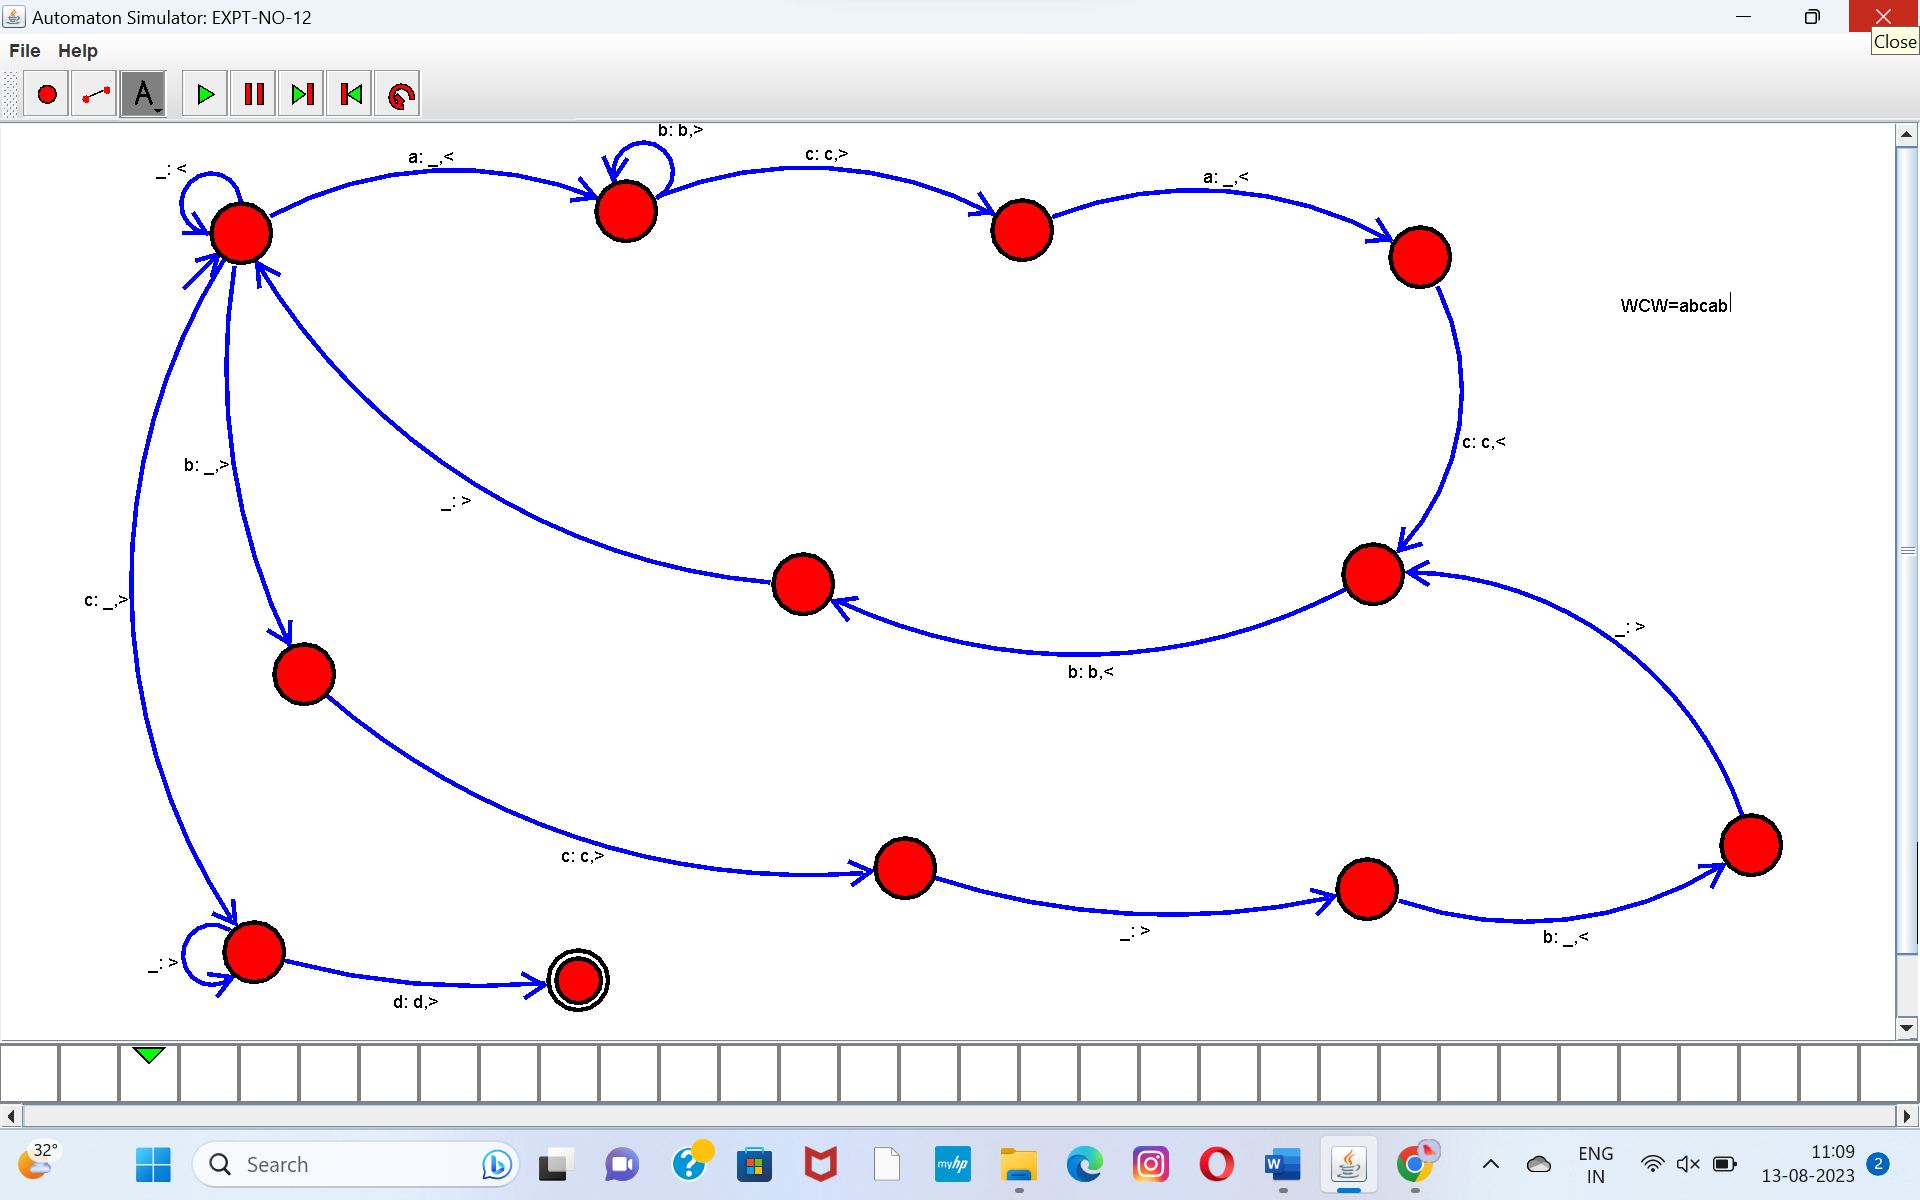 Automaton Simulator: EXPT-NO-12
Close
File Help
A
b: b,>
_: <
a: _,<
c: c,>
a: _,<
WCW=abcab
c: c,<
b: _,>
_: >
c: _,>
_: >
b: b,<
c: c,>
_: >
b: _,<
_: >
d: d,>
32°
Search
myhp
W
ENG
IN
11:09
13-08-2023
2